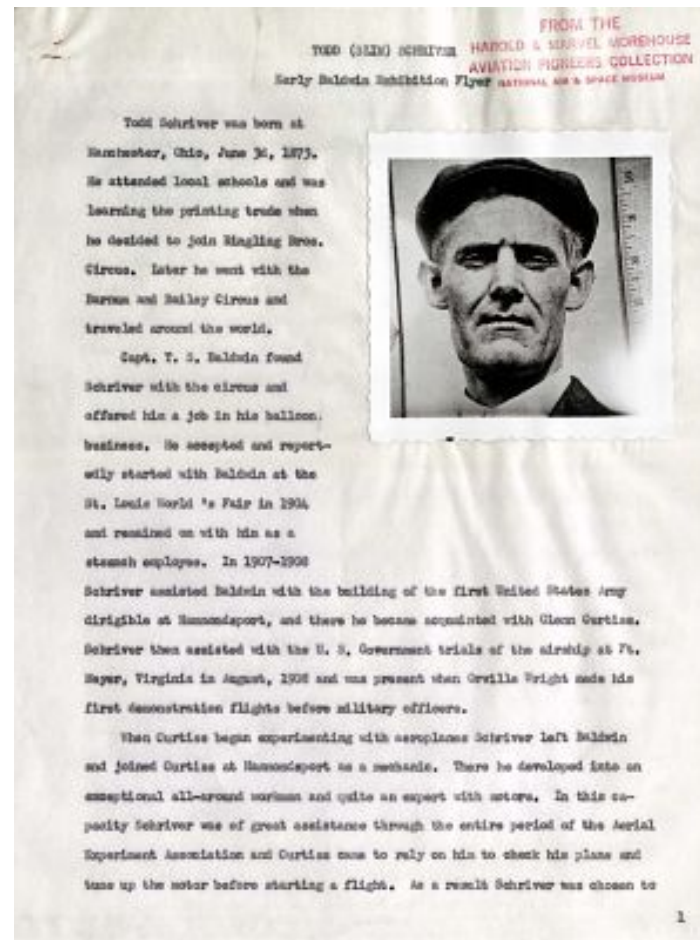 FROM THE
HAROLD & MARVEL MOREHOUSE
AVIATION PIONEERS COLLECTION
NATIONAL AIR & SPACE MUSEUM
TODD (SLIM) SCHRIVER
Early Baldwin Exhibition Flyer
Todd Schriver was born at
Manchester, Ohio, June 1873.
He attended local schools and was
learning the printing trade when
he decided to join Ringling Bros.
Circus. Later he went with the
Barnum and Bailey Circus and
traveled around the world.
Capt. T. S. Baldwin found
Schriver with the circus and
offered him a job in his balloon
business. He accepted and report-
edly started with Baldwin at the
St. Louis World 's Fair in 1904
and remained on with him as a
staunch employee. In 1907-1908
Schriver assisted Baldwin with the building of the first United States Army
dirigible at Hammondsport, and there he became acquainted with Glenn Curtiss.
Schriver then assisted with the U. S. Government trials of the airship at Ft.
Meyer, Virginia in August, 1908 and was present when Orville Wright made his
first demonstration flights before military officers.
When Curtiss began experimenting with aeroplanes Schriver left Baldwin
and joined Curtiss at Hammondsport as a mechanic. There he developed into an
exceptional all-around workman and quite an expert with motors. In this ca-
pacity Schriver was of great assistance through the entire period of the Aerial
Experiment Association and Curtiss came to rely on him to check his plane and
tune up the motor before starting a flight. As a result Schriver was chosen to
1